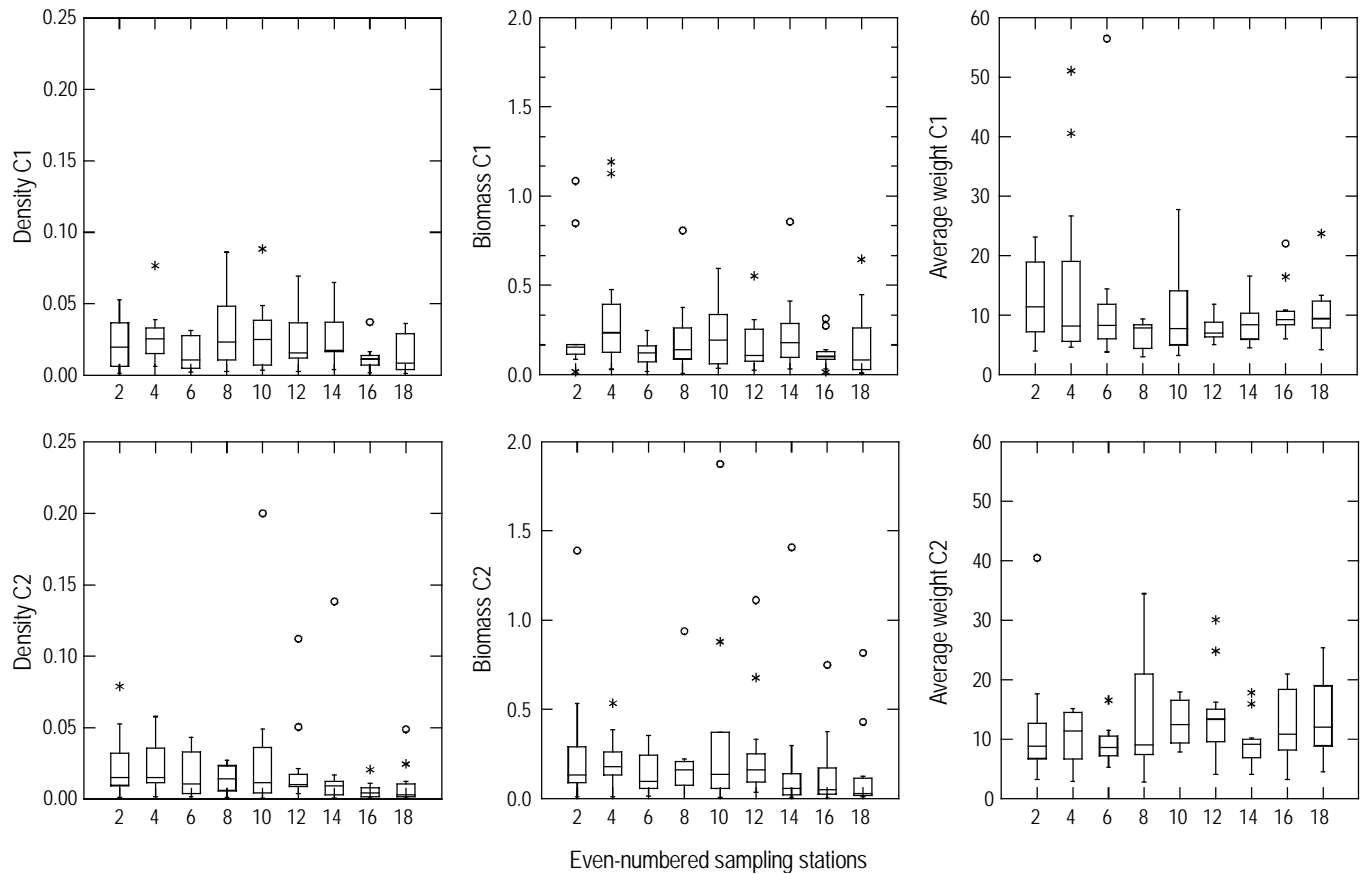 Density C1
0.25
0.20
0.15
0.10
0.05
0.00
2 4 6 8 10 12 14 16 18
Biomass C1
2.0
1.5
1.0
0.5
0.0
2 4 6 8 10 12 14 16 18
Average weight C1
60
50
40
30
20
10
0
2 4 6 8 10 12 14 16 18
Density C2
0.25
0.20
0.15
0.10
0.05
0.00
2 4 6 8 10 12 14 16 18
Biomass C2
2.0
1.5
1.0
0.5
0.0
2 4 6 8 10 12 14 16 18
Average weight C2
60
50
40
30
20
10
0
2 4 6 8 10 12 14 16 18
Even-numbered sampling stations